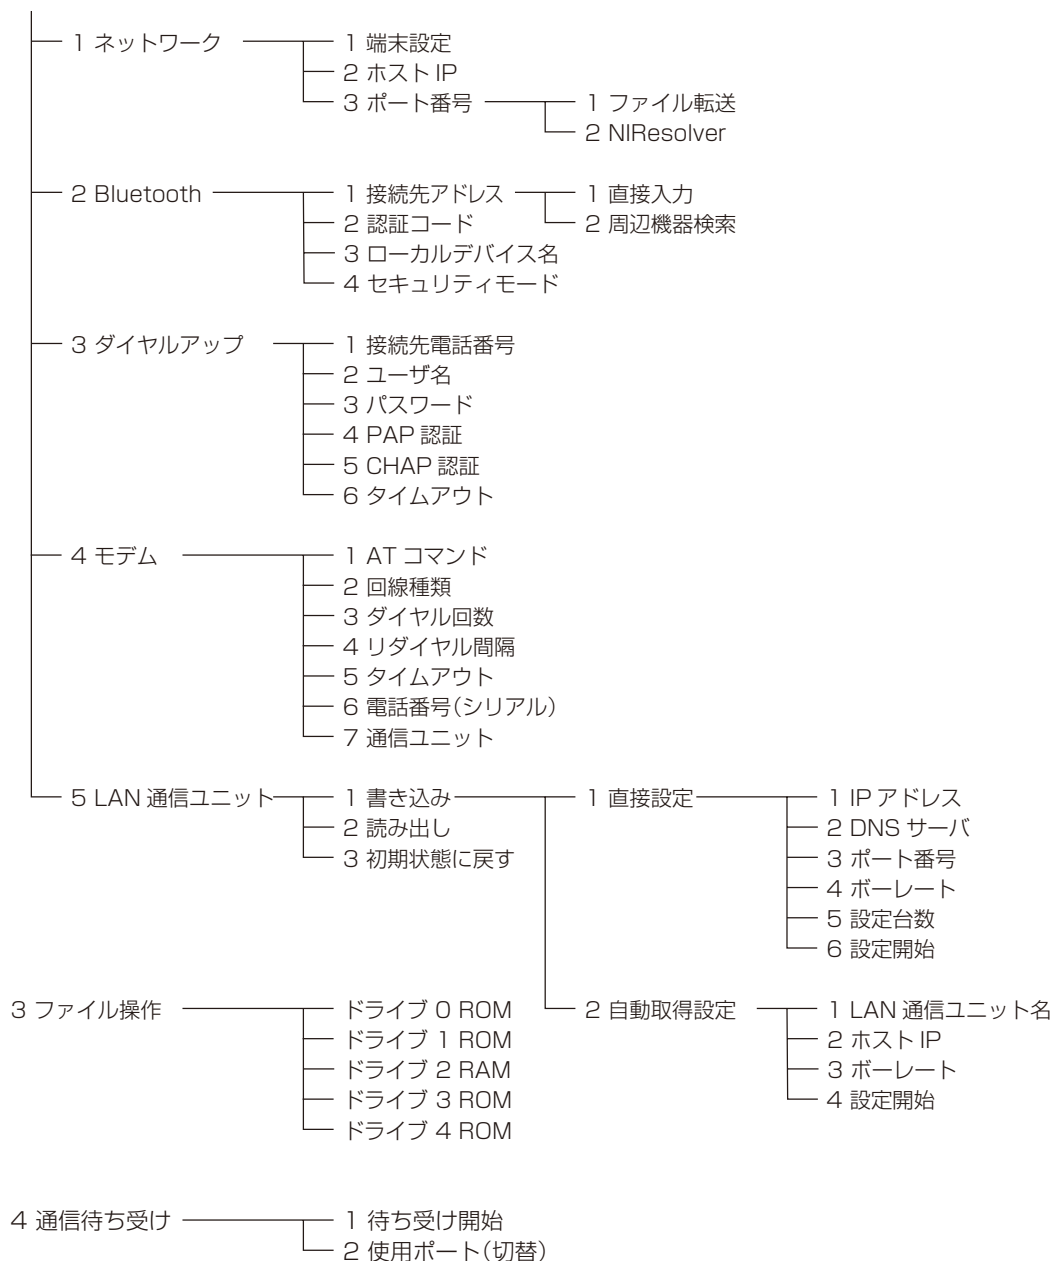 1 ネットワーク 1 端末設定
2 ホスト IP
3 ポート番号 1 ファイル転送
2 NIResolver
2 Bluetooth 1 接続先アドレス 1 直接入力
2 認証コード 2 周辺機器検索
3 ローカルデバイス名
4 セキュリティモード
3 ダイヤルアップ 1 接続先電話番号
2 ユーザ名
3 パスワード
4 PAP 認証
5 CHAP 認証
6 タイムアウト
4 モデム 1 AT コマンド
2 回線種類
3 ダイヤル回数
4 リダイヤル間隔
5 タイムアウト
6 電話番号(シリアル)
7 通信ユニット
5 LAN 通信ユニット 1 書き込み 1 直接設定 1 IP アドレス
2 読み出し 2 DNS サーバ
3 初期状態に戻す 3 ポート番号
4 ボーレート
5 設定台数
6 設定開始
3 ファイル操作 ドライブ 0 ROM 2 自動取得設定 1 LAN 通信ユニット名
ドライブ 1 ROM 2 ホスト IP
ドライブ 2 RAM 3 ボーレート
ドライブ 3 ROM 4 設定開始
ドライブ 4 ROM
4 通信待ち受け 1 待ち受け開始
2 使用ポート(切替)